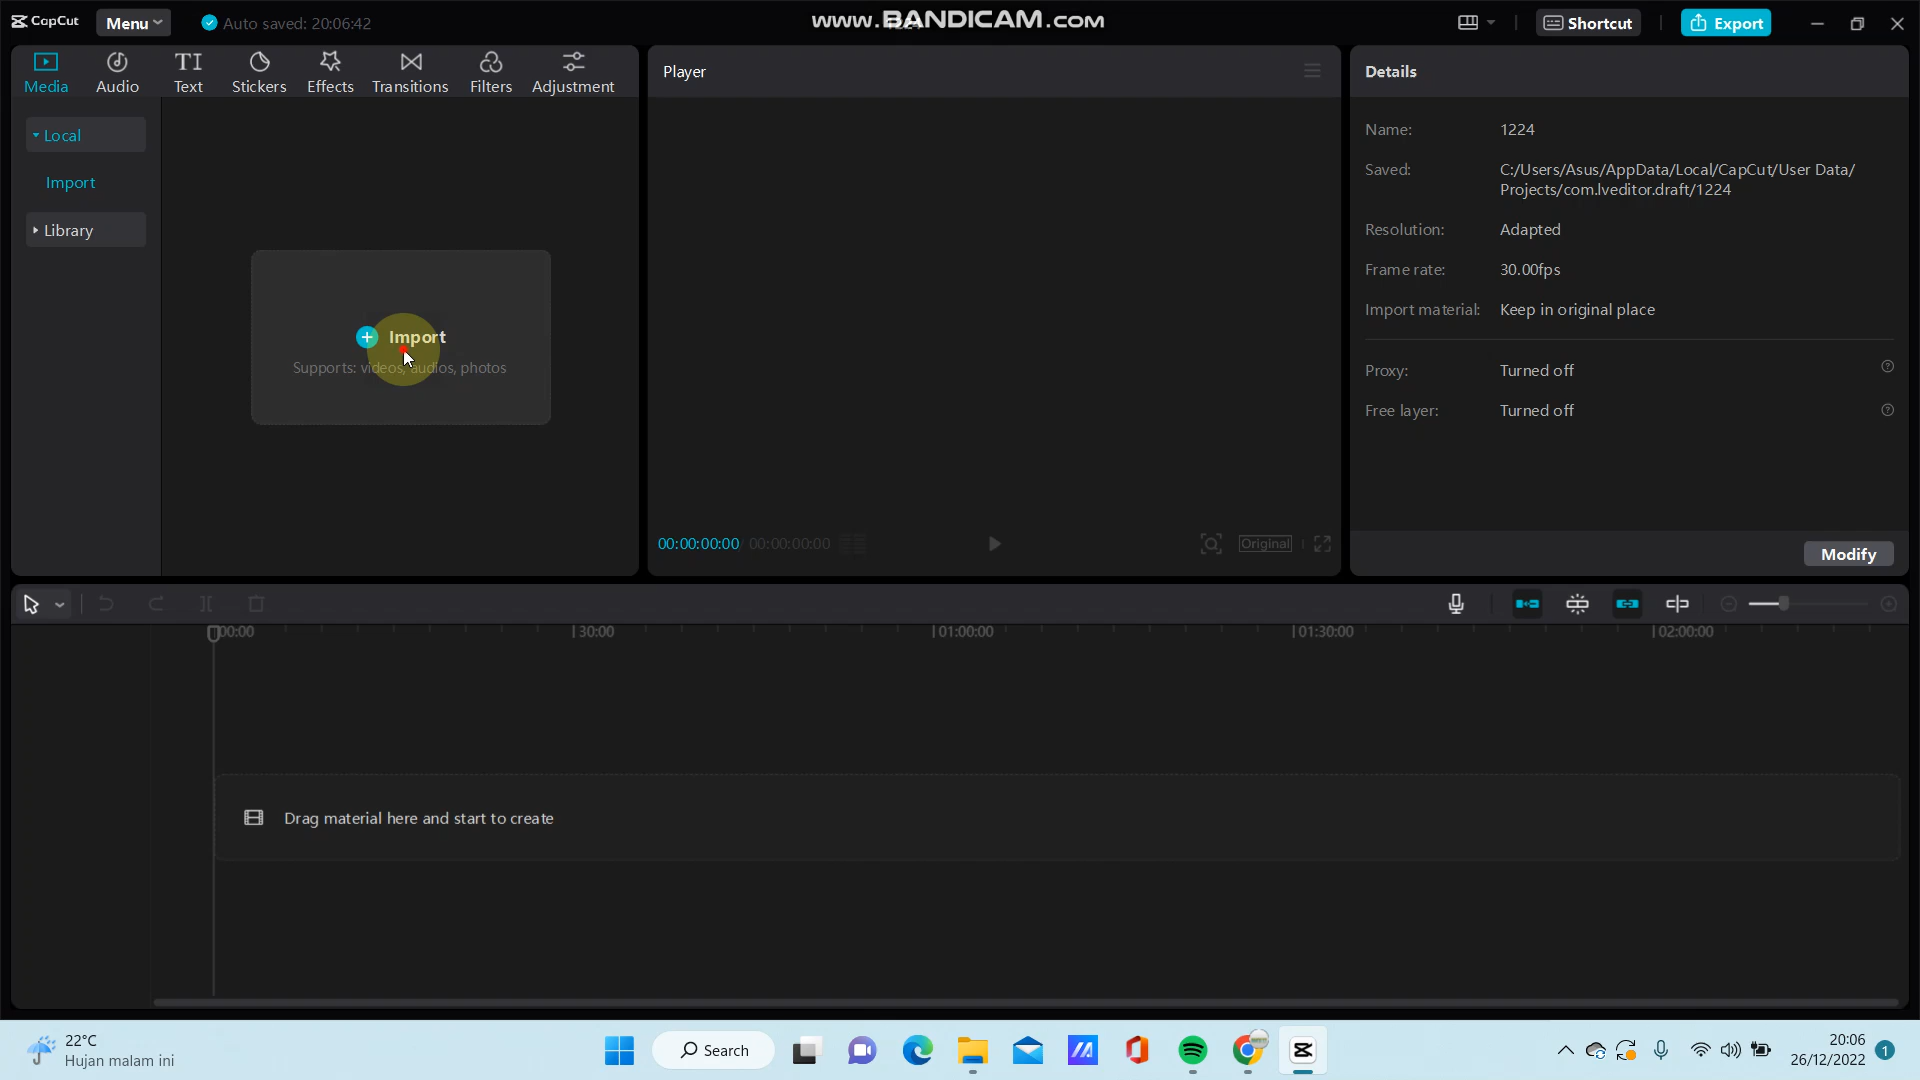 CapCut
Menu
Auto saved: 20:06:42
www.BANDICAM.com
Shortcut
Export
Media
Audio
Text
Stickers
Effects
Transitions
Filters
Adjustment
Player
Details
Local
Import
Library
Import
Supports: videos, audios, photos
Name:
1224
Saved:
C:/Users/Asus/AppData/Local/CapCut/User Data/
Projects/com.lveditor.draft/1224
Resolution:
Adapted
Frame rate:
30.00fps
Import material:
Keep in original place
Proxy:
Turned off
Free layer:
Turned off
00:00:00:00
00:00:00:00
Original
Modify
00:00
30:00
01:00:00
01:30:00
02:00:00
Drag material here and start to create
22°C
Hujan malam ini
Search
20:06
26/12/2022
1